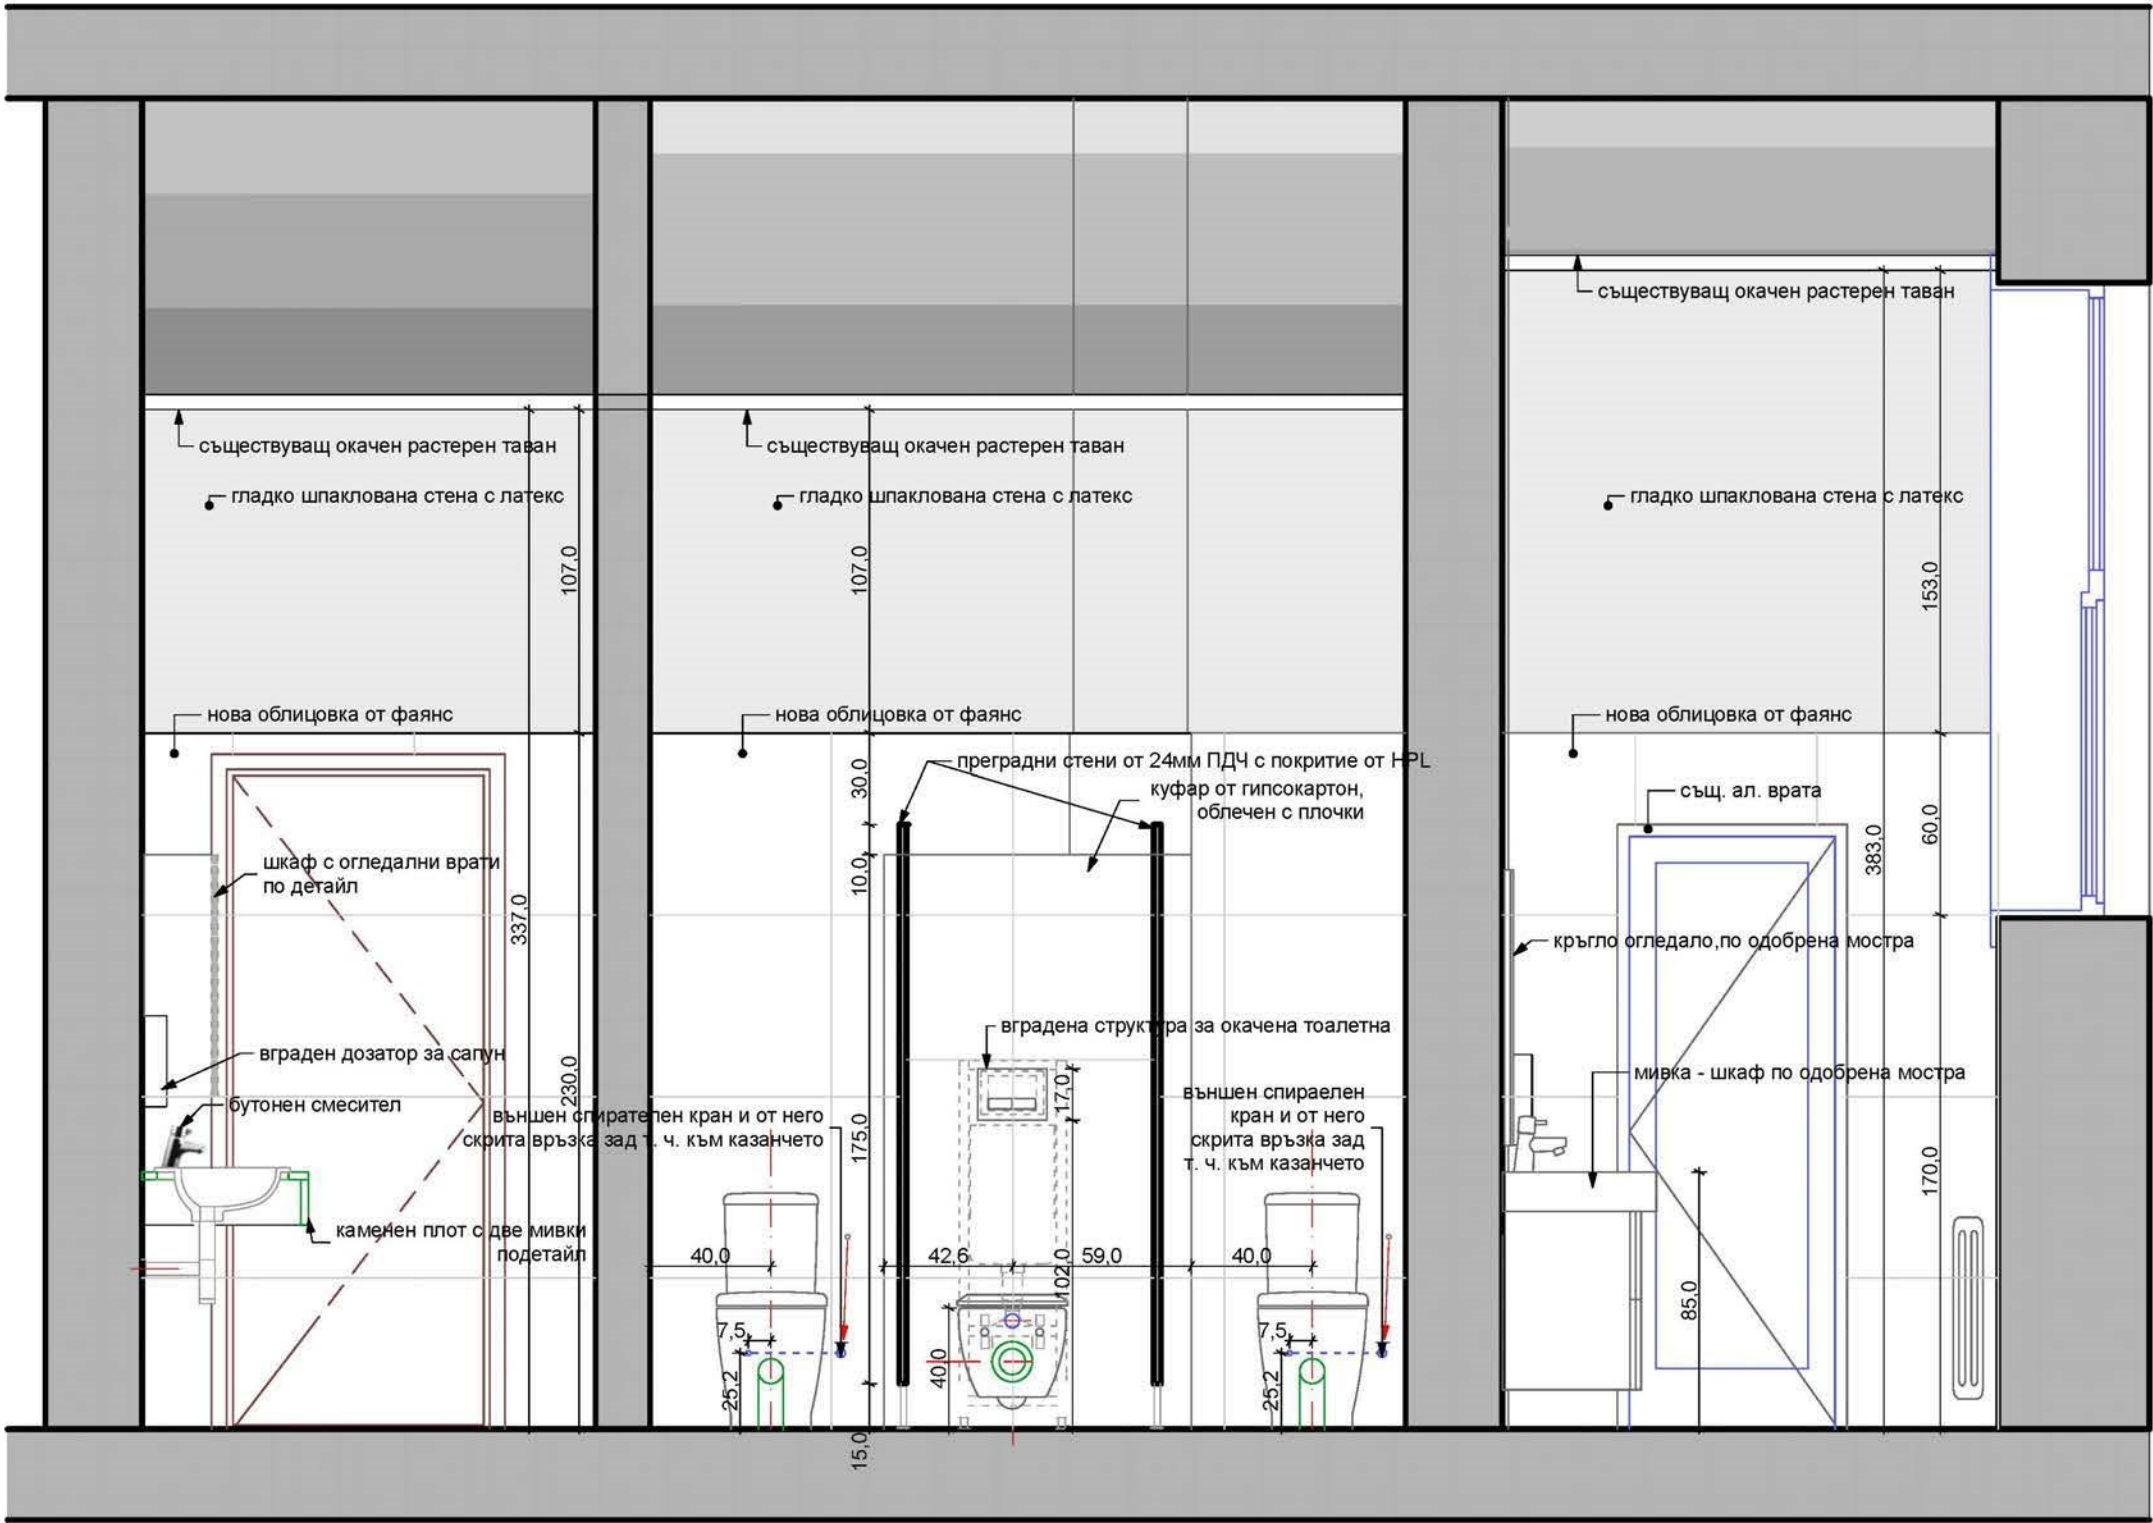 съществуващ окачен растерен таван
гладко шпаклована стена с латекс
107,0
нова облицовка от фаянс
шкаф с огледални врати
по детайл
337,0
вграден дозатор за сапун
230,0
бутонен смесител
каменен плот с две мивки
подетайл
съществуващ окачен растерен таван
гладко шпаклована стена с латекс
107,0
нова облицовка от фаянс
преградни стени от 24мм ПДЧ с покритие от HPL
30,0
куфар от гипсокартон,
облечен с плочки
10,0
вградена структура за окачена тоалетна
17,0
външен спирателен кран и от него
скрита връзка зад т. ч. към казанчето
175,0
външен спираелен
кран и от него
скрита връзка зад
т. ч. към казанчето
40,0
42,6
102,0
59,0
40,0
7,5
25,2
40,0
7,5
25,2
15,0
съществуващ окачен растерен таван
гладко шпаклована стена с латекс
153,0
нова облицовка от фаянс
същ. ал. врата
383,0
60,0
кръгло огледало,по одобрена мостра
мивка - шкаф по одобрена мостра
170,0
85,0